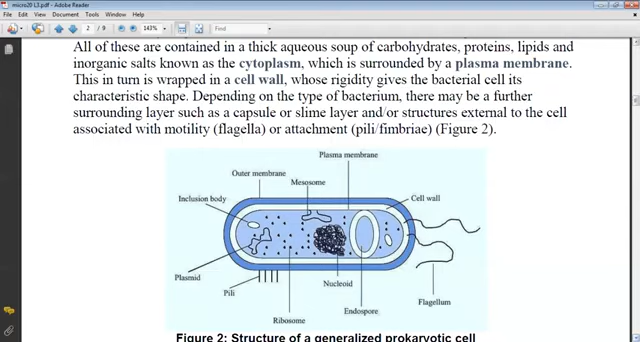 micro20 L3.pdf - Adobe Reader
File Edit View Document Tools Window Help
2 / 9 143% Find
All of these are contained in a thick aqueous soup of carbohydrates, proteins, lipids and
inorganic salts known as the cytoplasm, which is surrounded by a plasma membrane.
This in turn is wrapped in a cell wall, whose rigidity gives the bacterial cell its
characteristic shape. Depending on the type of bacterium, there may be a further
surrounding layer such as a capsule or slime layer and/or structures external to the cell
associated with motility (flagella) or attachment (pili/fimbriae) (Figure 2).
Plasma membrane
Outer membrane
Mesosome
Inclusion body
Cell wall
Plasmid
Pili
Nucleoid
Flagellum
Endospore
Ribosome
Figure 2: Structure of a generalized prokaryotic cell